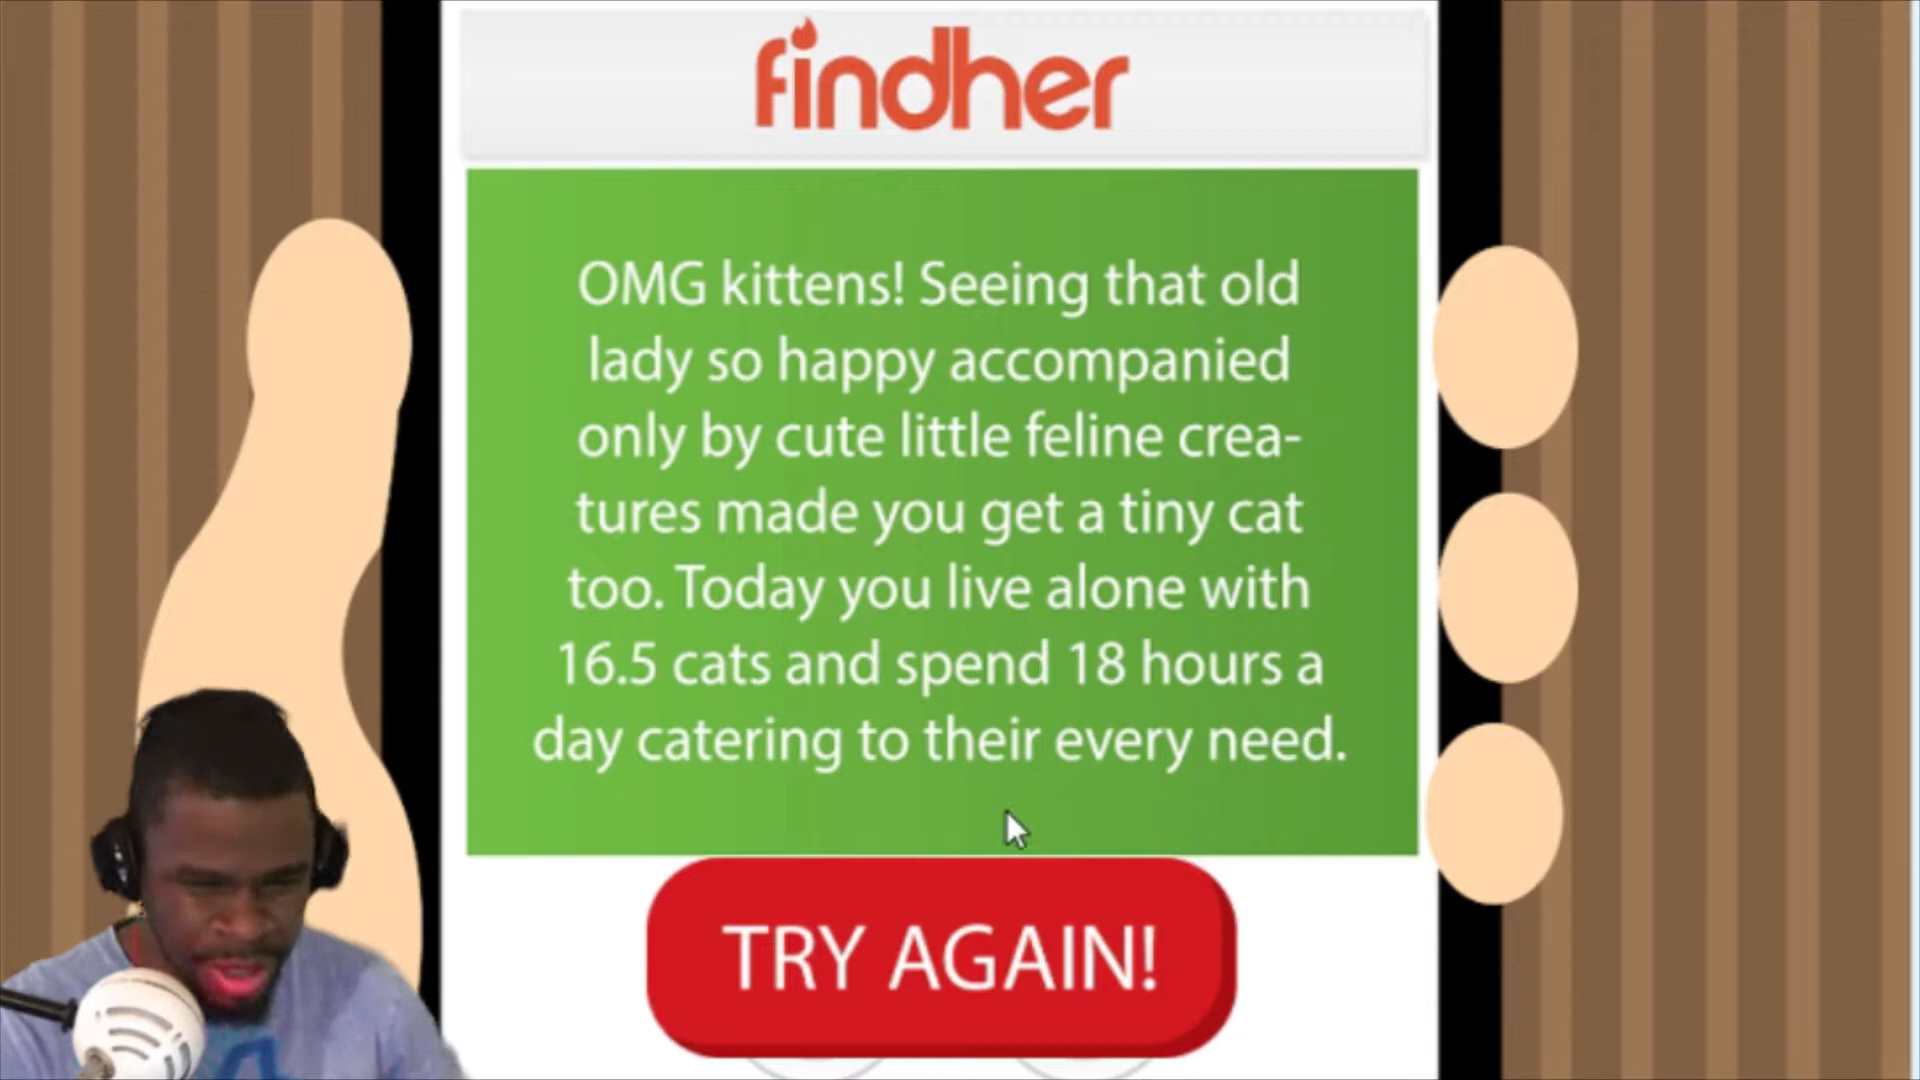 findher
OMG kittens! Seeing that old
lady so happy accompanied
only by cute little feline crea-
tures made you get a tiny cat
too. Today you live alone with
16.5 cats and spend 18 hours a
day catering to their every need.
TRY AGAIN!